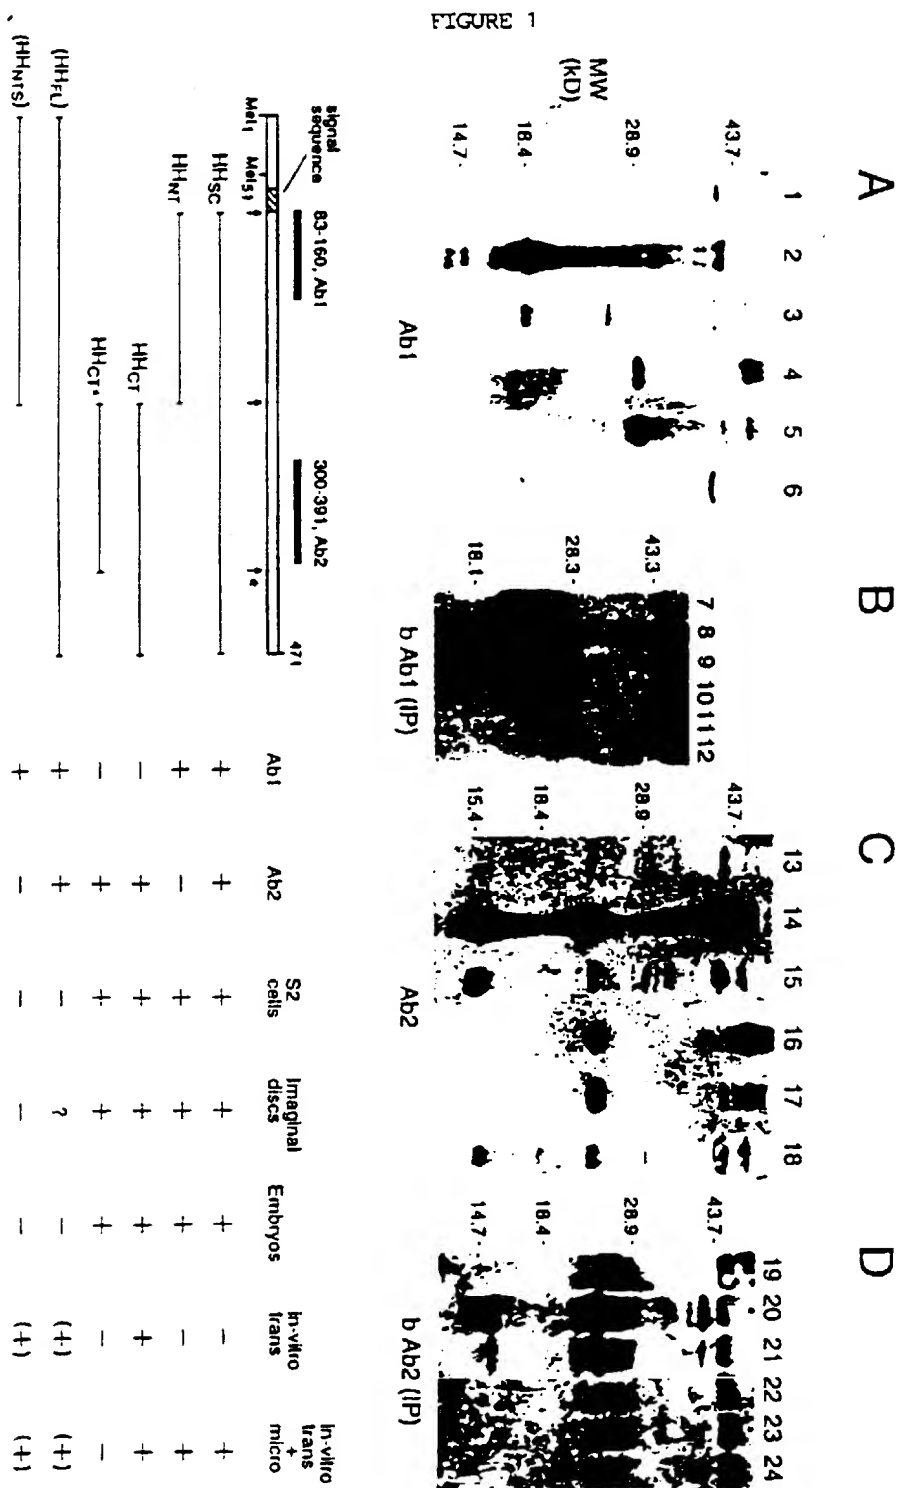 FIGURE 1
A
B
C
D
MW
(kD)
1 2 3 4 5 6
43.7 -
28.9 -
18.4 -
14.7 -
Ab1
7 8 9 10 11 12
43.3 -
28.3 -
18.1 -
b Ab1 (IP)
13 14 15 16 17 18
43.7 -
28.9 -
18.4 -
15.4 -
Ab2
19 20 21 22 23 24
43.7 -
28.9 -
18.4 -
14.7 -
b Ab2 (IP)
signal
sequence
83-160, Ab1
300-391, Ab2
471
Met1
Met51
*
Ab1
Ab2
S2
cells
Imaginal
discs
Embryos
in-vitro
trans
in-vitro
trans
+
micro
HHSC + + + + + - +
HHNT + - + + + - +
HHCT - + + + + + +
HHCT* - + + + + - -
(HHFL) + + - ? - (+) (+)
(HHNTS) + - - - - (+) (+)